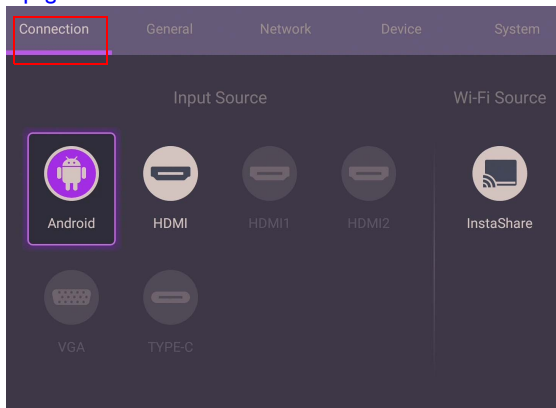 Connection General Network Device System
Input Source Wi-Fi Source
Android HDMI HDMI1 HDMI2 InstaShare
VGA TYPE-C